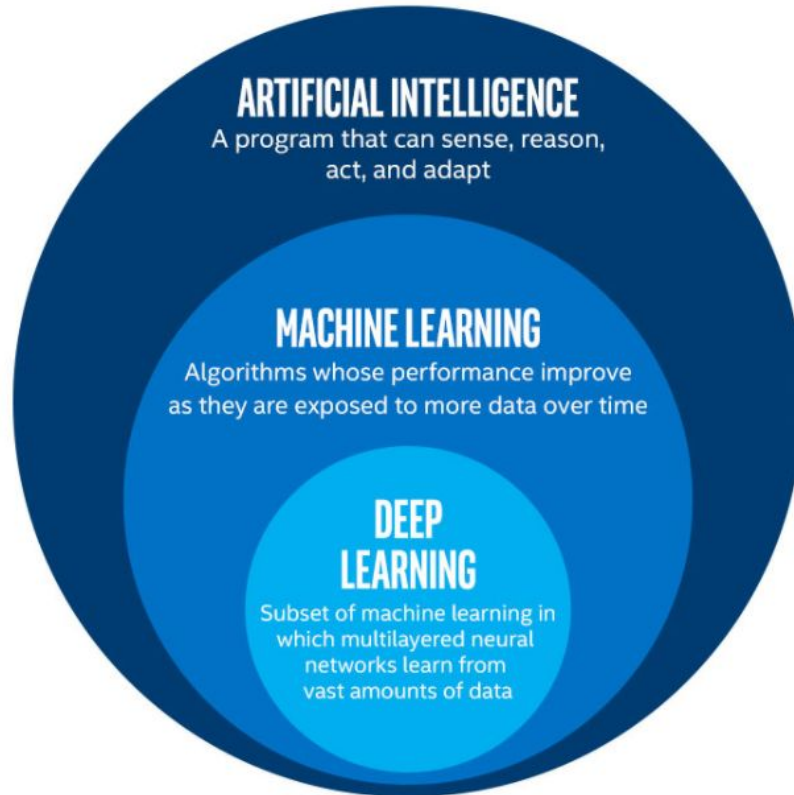 ARTIFICIAL INTELLIGENCE
A program that can sense, reason,
act, and adapt
MACHINE LEARNING
Algorithms whose performance improve
as they are exposed to more data over time
DEEP
LEARNING
Subset of machine learning in
which multilayered neural
networks learn from
vast amounts of data